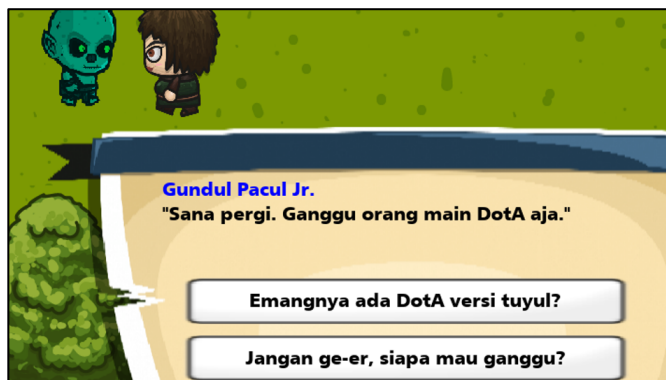 Gundul Pacul Jr.
"Sana pergi. Ganggu orang main DotA aja."
Emangnya ada DotA versi tuyul?
Jangan ge-er, siapa mau ganggu?